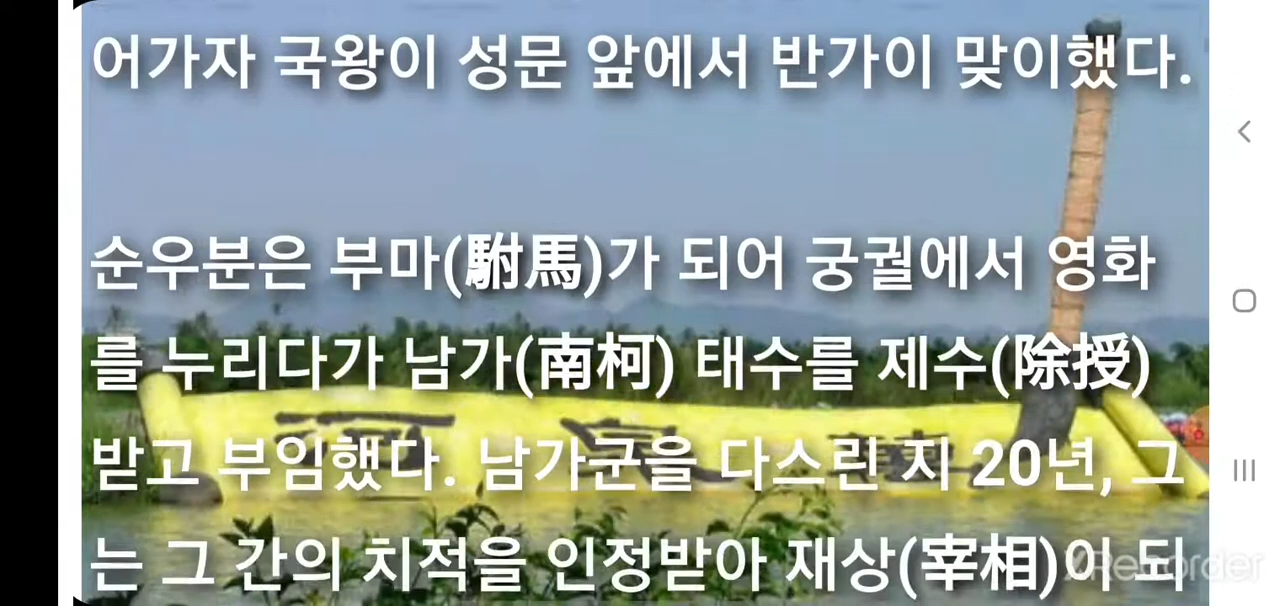 어가자 국왕이 성문 앞에서 반가이 맞이했다.
순우분은 부마(駙馬)가 되어 궁궐에서 영화
를 누리다가 남가(南柯) 태수를 제수(除授)
받고 부임했다. 남가군을 다스린 지 20년, 그
는 그 간의 치적을 인정받아 재상(宰相)이 되
XRecorder